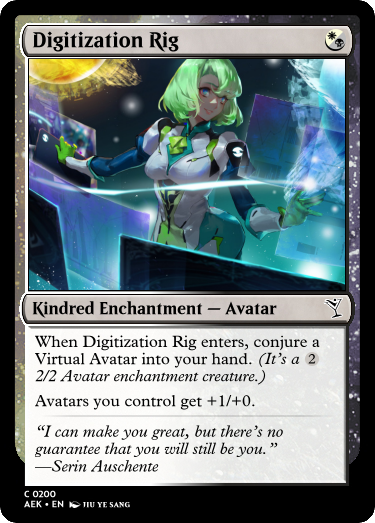 Digitization Rig
Kindred Enchantment — Avatar
When Digitization Rig enters, conjure a
Virtual Avatar into your hand. (It's a 2
2/2 Avatar enchantment creature.)
Avatars you control get +1/+0.
“I can make you great, but there's no
guarantee that you will still be you.”
—Serin Auschente
C 0200
AEK • EN JIU YE SANG